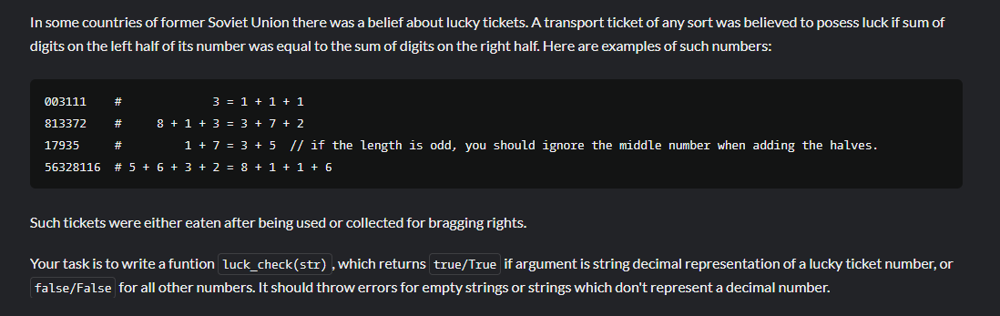 In some countries of former Soviet Union there was a belief about lucky tickets. A transport ticket of any sort was believed to posess luck if sum of
digits on the left half of its number was equal to the sum of digits on the right half. Here are examples of such numbers:
003111    #             3 = 1 + 1 + 1
813372    #     8 + 1 + 3 = 3 + 7 + 2
17935     #         1 + 7 = 3 + 5  // if the length is odd, you should ignore the middle number when adding the halves.
56328116  # 5 + 6 + 3 + 2 = 8 + 1 + 1 + 6
Such tickets were either eaten after being used or collected for bragging rights.
Your task is to write a funtion luck_check(str), which returns true/True if argument is string decimal representation of a lucky ticket number, or
false/False for all other numbers. It should throw errors for empty strings or strings which don't represent a decimal number.